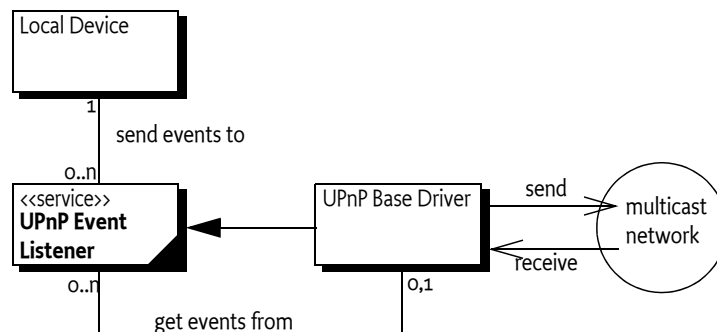 Local Device
1
send events to
0..n
<<service>>
UPnP Event
Listener
UPnP Base Driver
send
multicast
network
receive
0..n
0,1
get events from